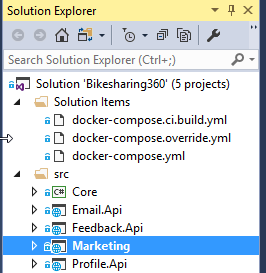 Solution Explorer
Search Solution Explorer (Ctrl+;)
Solution 'Bikesharing360' (5 projects)
Solution Items
docker-compose.ci.build.yml
docker-compose.override.yml
docker-compose.yml
src
C# Core
Email.Api
Feedback.Api
Marketing
Profile.Api